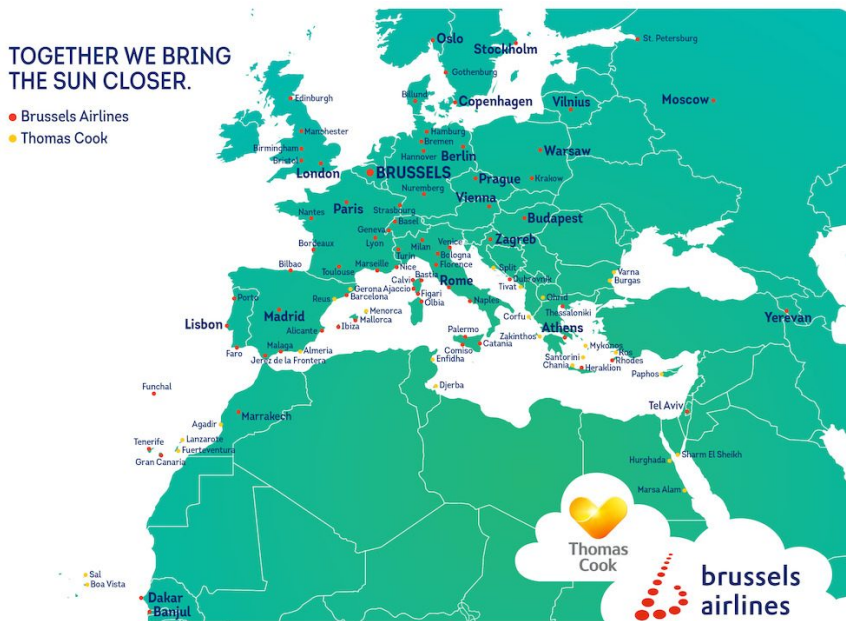 TOGETHER WE BRING
THE SUN CLOSER.
Brussels Airlines
Thomas Cook
Oslo
Stockholm
St. Petersburg
Gothenburg
Edinburgh
Billund
Copenhagen
Vilnius
Moscow
Manchester
Hamburg
Birmingham
Bremen
Bristol
Hannover
Berlin
Warsaw
London
BRUSSELS
Prague
Krakow
Nuremberg
Vienna
Paris
Strasbourg
Nantes
Basel
Budapest
Geneva
Lyon
Milan
Venice
Zagreb
Bordeaux
Turin
Bologna
Bilbao
Toulouse
Marseille
Nice
Florence
Split
Varna
Calvi
Bastia
Rome
Dubrovnik
Burgas
Gerona
Ajaccio
Tivat
Porto
Reus
Barcelona
Figari
Ohrid
Olbia
Naples
Menorca
Thessaloniki
Madrid
Mallorca
Corfu
Yerevan
Lisbon
Alicante
Ibiza
Palermo
Zakinthos
Athens
Faro
Malaga
Almeria
Comiso
Catania
Mykonos
Jerez de la Frontera
Enfidha
Santorini
Kos
Rhodes
Chania
Heraklion
Paphos
Funchal
Djerba
Tel Aviv
Marrakech
Agadir
Tenerife
Lanzarote
Fuerteventura
Gran Canaria
Sharm El Sheikh
Hurghada
Marsa Alam
Thomas
Cook
Sal
Boa Vista
brussels
airlines
Dakar
Banjul